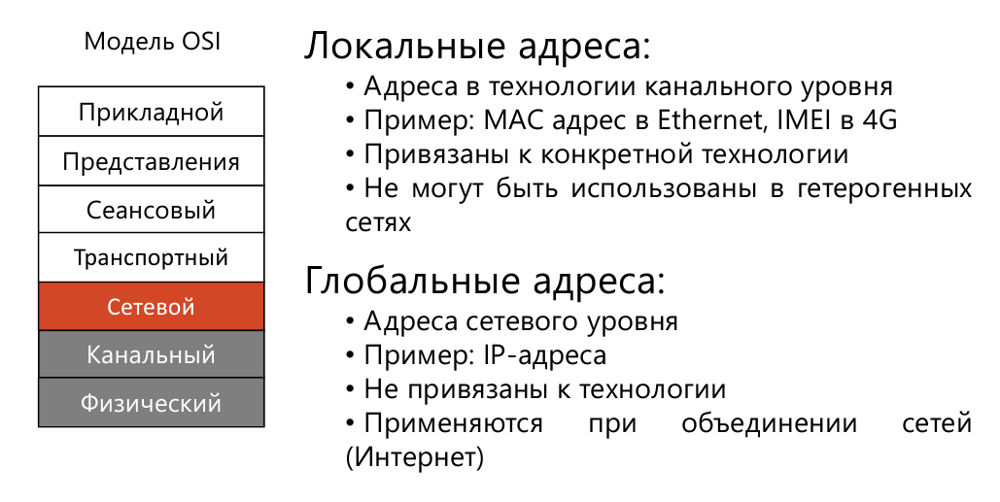 Модель OSI
Прикладной
Представления
Сеансовый
Транспортный
Сетевой
Канальный
Физический
Локальные адреса:
• Адреса в технологии канального уровня
• Пример: MAC адрес в Ethernet, IMEI в 4G
• Привязаны к конкретной технологии
• Не могут быть использованы в гетерогенных
сетях
Глобальные адреса:
• Адреса сетевого уровня
• Пример: IP-адреса
• Не привязаны к технологии
• Применяются при объединении сетей
(Интернет)